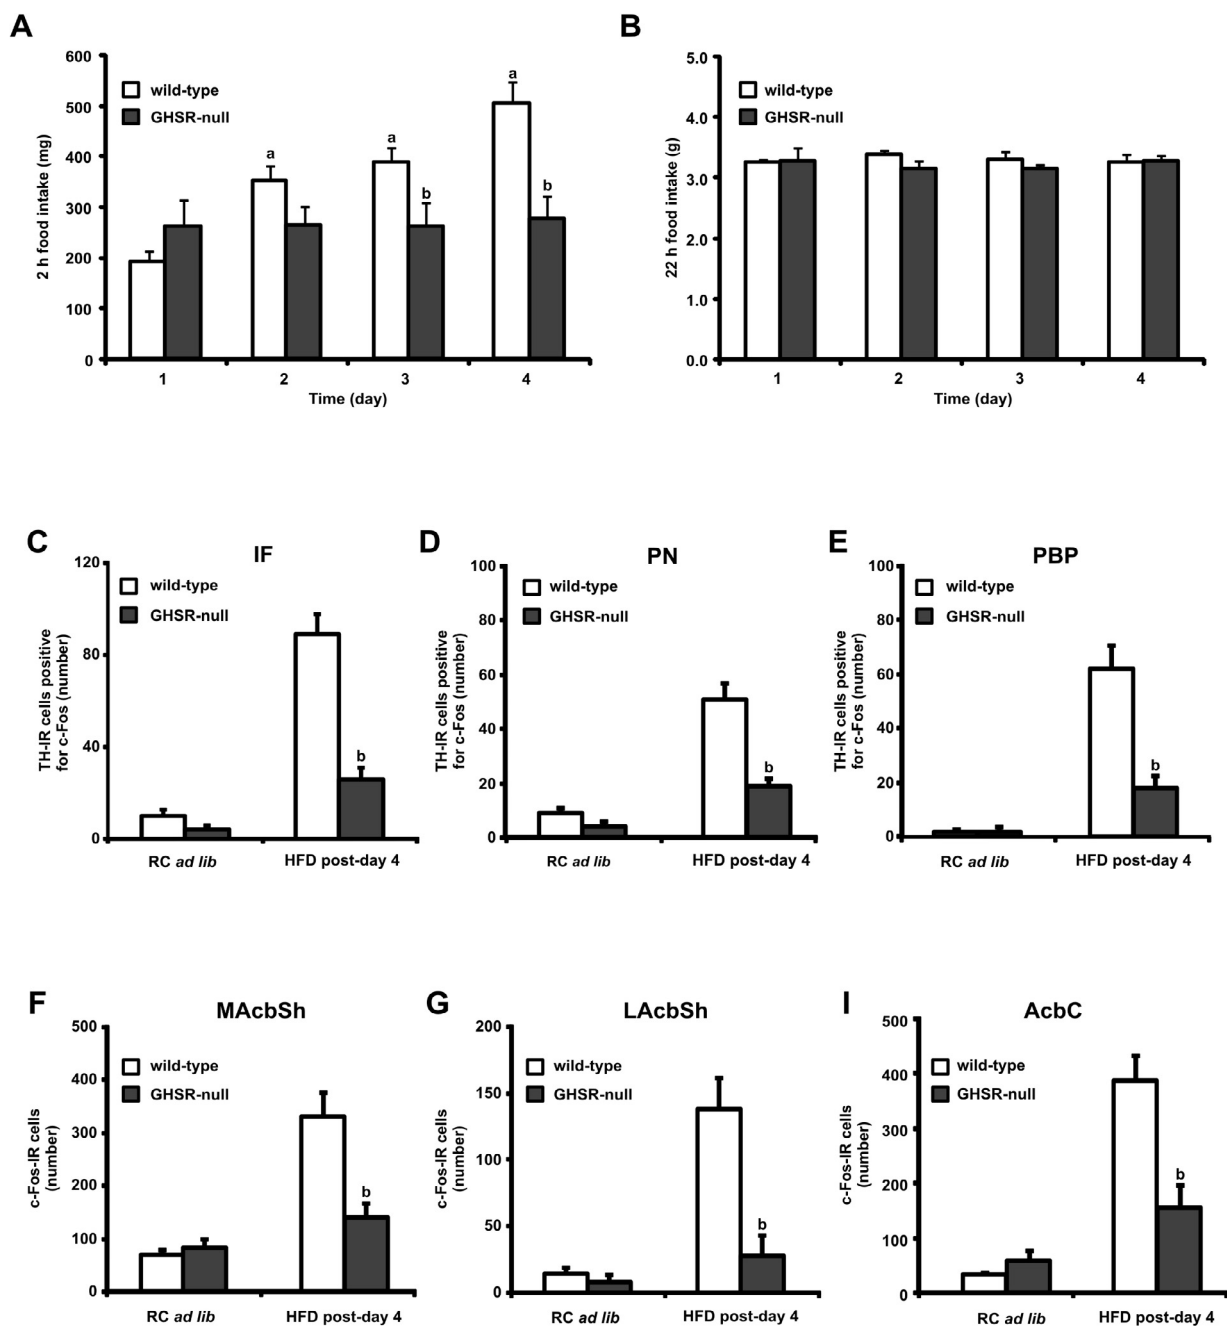 A
600
500
400
300
200
100
0
2 h food intake (mg)
wild-type
GHSR-null
a
a
b
a
b
1 2 3 4
Time (day)
B
5.0
4.0
3.0
2.0
1.0
0.0
22 h food intake (g)
wild-type
GHSR-null
1 2 3 4
Time (day)
C
IF
120
80
40
0
TH-IR cells positive
for c-Fos (number)
wild-type
GHSR-null
b
RC ad lib HFD post-day 4
D
PN
100
80
60
40
20
0
TH-IR cells positive
for c-Fos (number)
wild-type
GHSR-null
b
RC ad lib HFD post-day 4
E
PBP
100
80
60
40
20
0
TH-IR cells positive
for c-Fos (number)
wild-type
GHSR-null
b
RC ad lib HFD post-day 4
F
MAcbSh
500
400
300
200
100
0
c-Fos-IR cells
(number)
wild-type
GHSR-null
b
RC ad lib HFD post-day 4
G
LAcbSh
200
150
100
50
0
c-Fos-IR cells
(number)
wild-type
GHSR-null
b
RC ad lib HFD post-day 4
I
AcbC
500
400
300
200
100
0
c-Fos-IR cells
(number)
wild-type
GHSR-null
b
RC ad lib HFD post-day 4